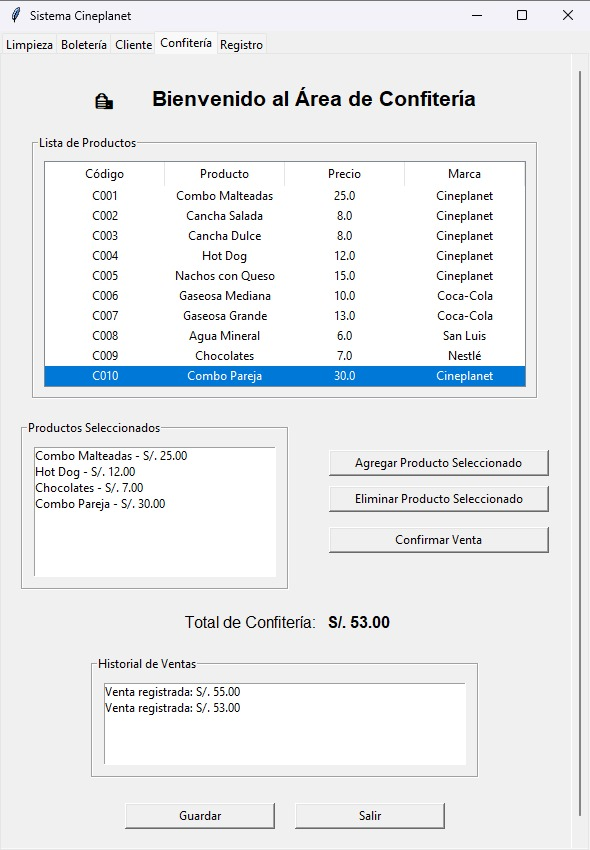 Sistema Cineplanet
Limpieza Boletería Cliente Confitería Registro
Bienvenido al Área de Confitería
Lista de Productos
Código Producto Precio Marca
C001 Combo Malteadas 25.0 Cineplanet
C002 Cancha Salada 8.0 Cineplanet
C003 Cancha Dulce 8.0 Cineplanet
C004 Hot Dog 12.0 Cineplanet
C005 Nachos con Queso 15.0 Cineplanet
C006 Gaseosa Mediana 10.0 Coca-Cola
C007 Gaseosa Grande 13.0 Coca-Cola
C008 Agua Mineral 6.0 San Luis
C009 Chocolates 7.0 Nestlé
C010 Combo Pareja 30.0 Cineplanet
Productos Seleccionados
Combo Malteadas - S/. 25.00
Hot Dog - S/. 12.00
Chocolates - S/. 7.00
Combo Pareja - S/. 30.00
Agregar Producto Seleccionado
Eliminar Producto Seleccionado
Confirmar Venta
Total de Confitería: S/. 53.00
Historial de Ventas
Venta registrada: S/. 55.00
Venta registrada: S/. 53.00
Guardar Salir